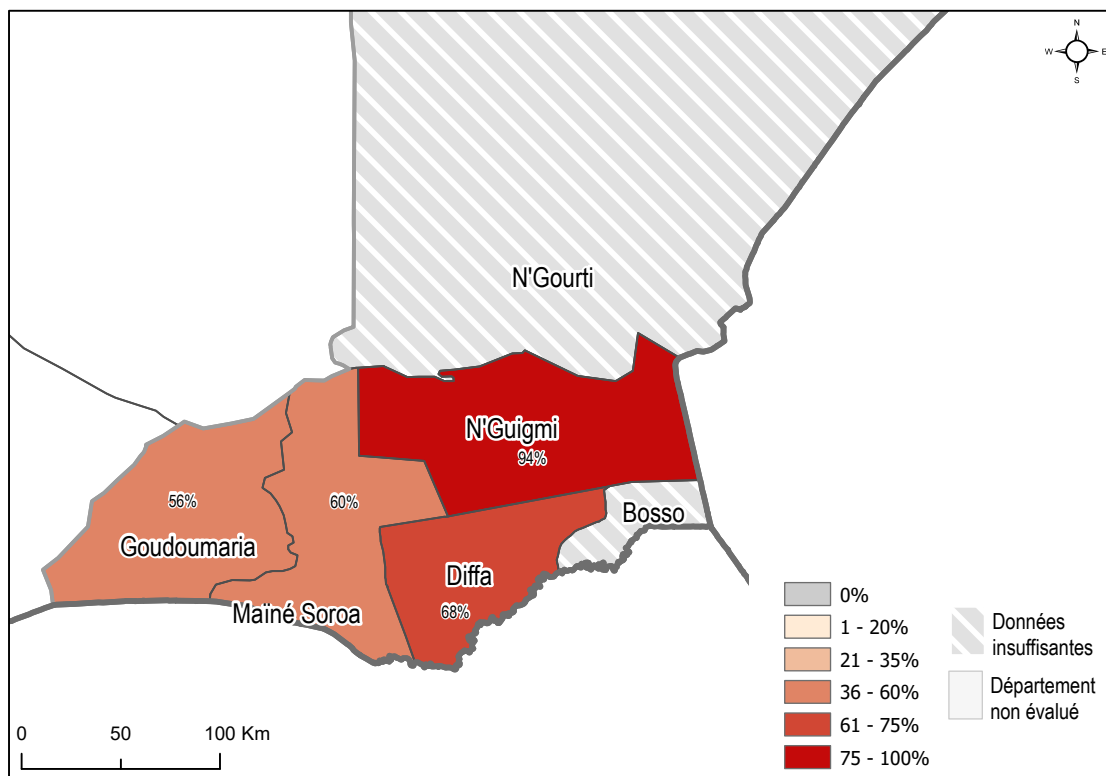 N
W E
S
N'Gourti
N'Guigmi
94%
56%
60%
Bosso
Goudoumaria
Diffa
68%
Maïné Soroa
0%
1 - 20%
21 - 35%
36 - 60%
61 - 75%
75 - 100%
Données
insuffisantes
Département
non évalué
0 50 100 Km